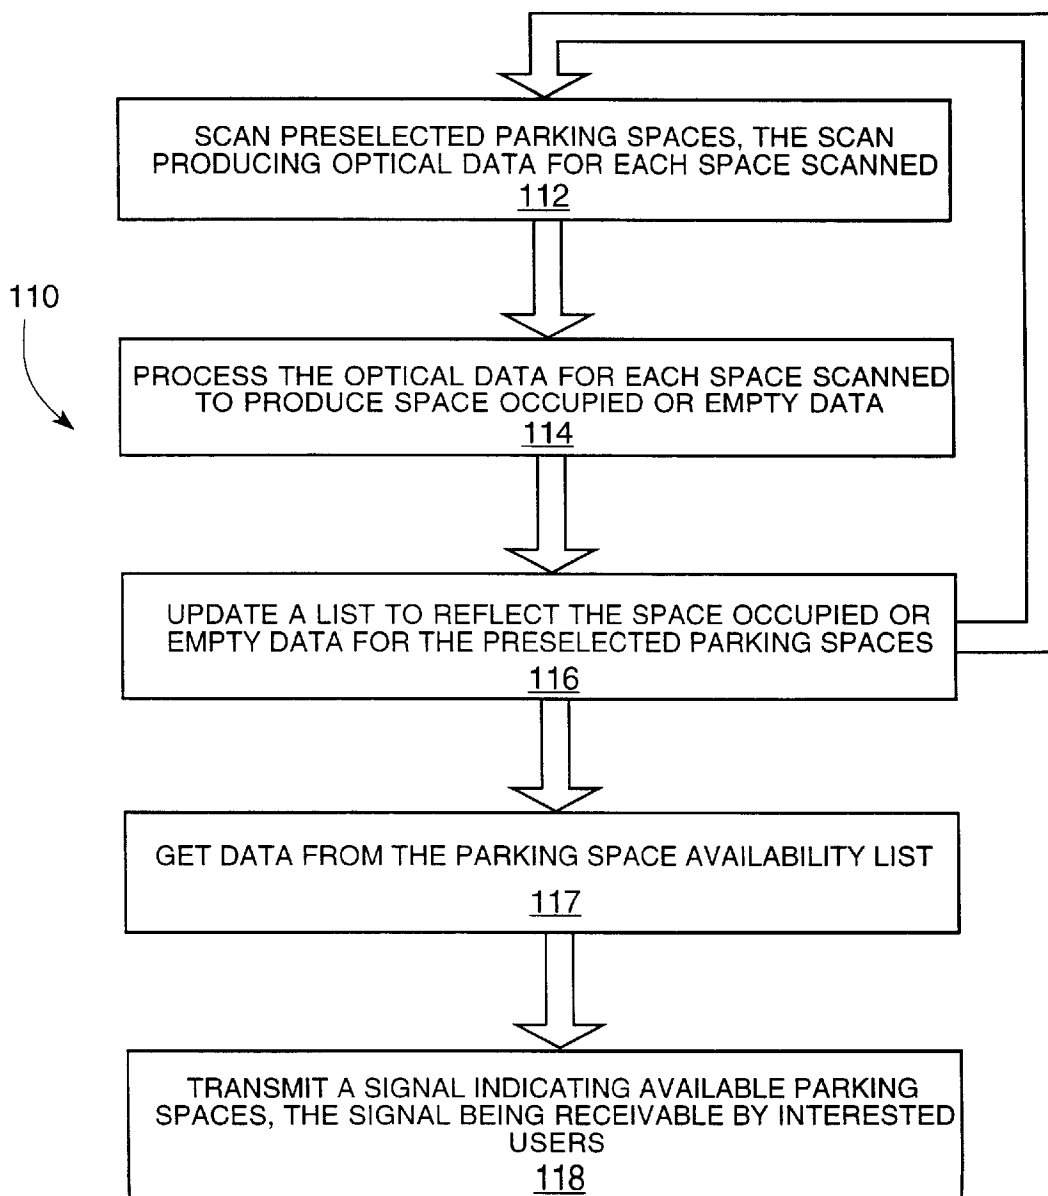 SCAN PRESELECTED PARKING SPACES, THE SCAN
PRODUCING OPTICAL DATA FOR EACH SPACE SCANNED
112
110
PROCESS THE OPTICAL DATA FOR EACH SPACE SCANNED
TO PRODUCE SPACE OCCUPIED OR EMPTY DATA
114
UPDATE A LIST TO REFLECT THE SPACE OCCUPIED OR
EMPTY DATA FOR THE PRESELECTED PARKING SPACES
116
GET DATA FROM THE PARKING SPACE AVAILABILITY LIST
117
TRANSMIT A SIGNAL INDICATING AVAILABLE PARKING
SPACES, THE SIGNAL BEING RECEIVABLE BY INTERESTED
USERS
118